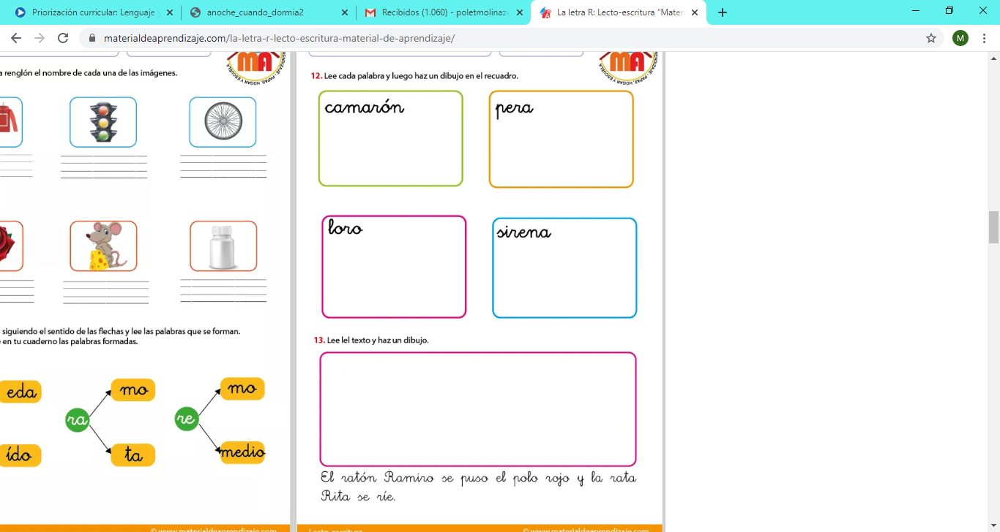 Priorización curricular: Lenguaje
anoche_cuando_dormia2
Recibidos (1.060) - poletmolinaz
La letra R: Lecto-escritura "Mater
materialdeaprendizaje.com/la-letra-r-lecto-escritura-material-de-aprendizaje/
M
a renglón el nombre de cada una de las imágenes.
MA
siguiendo el sentido de las flechas y lee las palabras que se forman.
en tu cuaderno las palabras formadas.
eda
ído
ra
mo
ta
re
mo
medio
© www.materialdeaprendizaje.com
12. Lee cada palabra y luego haz un dibujo en el recuadro.
MA
camarón
pera
loro
sirena
13. Lee lel texto y haz un dibujo.
El ratón Ramiro se puso el polo rojo y la rata
Rita se ríe.
Lecto-escritura
© www.materialdeaprendizaje.com